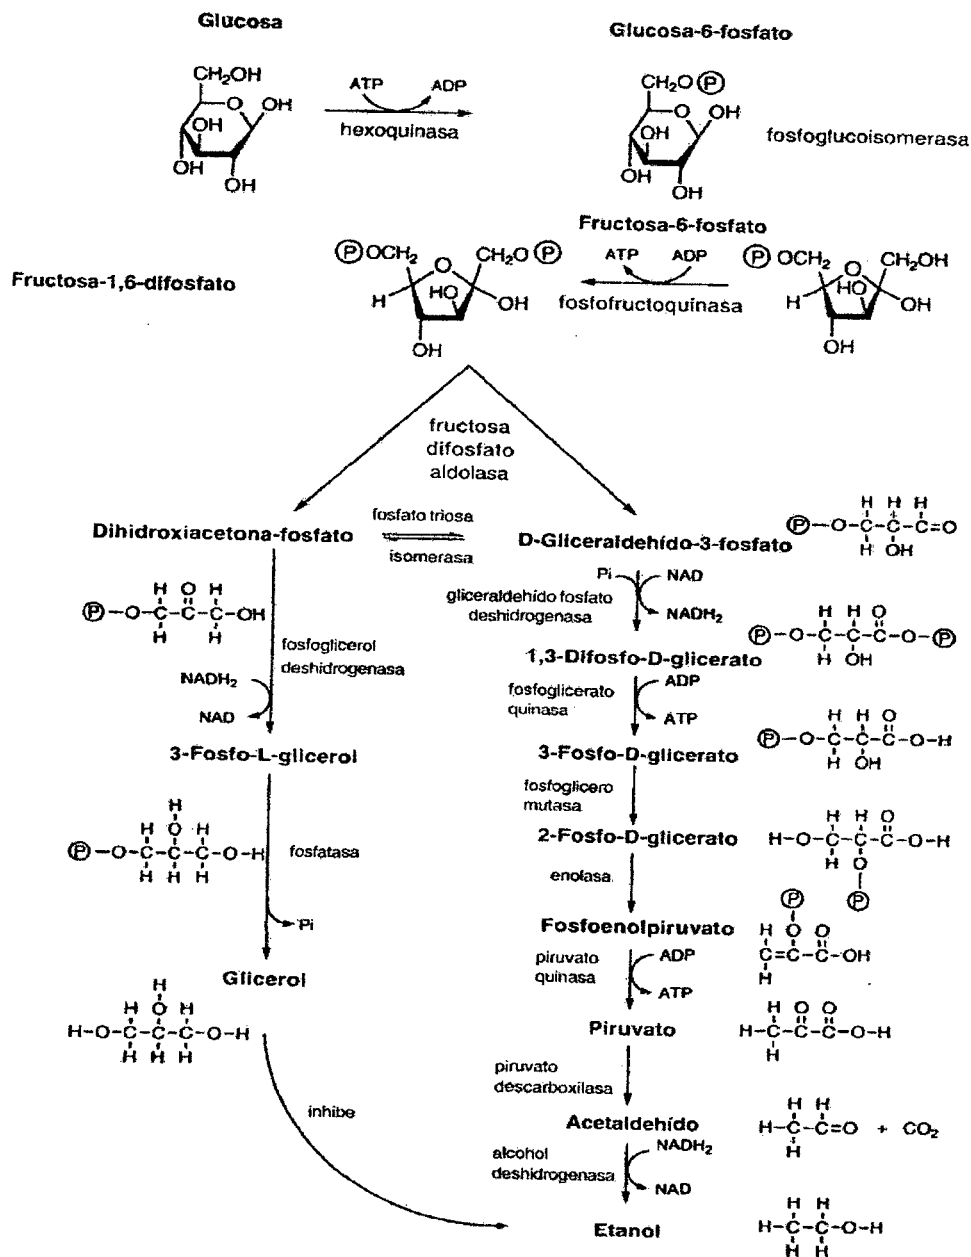 Glucosa
Glucosa-6-fosfato
CH₂OH
O
OH
OH
OH
OH
ATP
ADP
hexoquinasa
CH₂O Ⓟ
O
OH
OH
OH
OH
fosfoglucoisomerasa
Fructosa-6-fosfato
Ⓟ OCH₂
CH₂O Ⓟ
O
H
HO
OH
OH
ATP
ADP
fosfofructoquinasa
Ⓟ OCH₂
CH₂OH
O
H
HO
OH
OH
Fructosa-1,6-difosfato
fructosa
difosfato
aldolasa
Dihidroxiacetona-fosfato
fosfato triosa
isomerasa
D-Gliceraldehído-3-fosfato
H H H
Ⓟ–O–C–C–C=O
H OH
H O H
Ⓟ–O–C–C–C–OH
H H
fosfoglicerol
deshidrogenasa
NADH₂
NAD
Pi
NAD
gliceraldehído fosfato
deshidrogenasa
NADH₂
1,3-Difosfo-D-glicerato
H H O
Ⓟ–O–C–C–C–O–Ⓟ
H OH
fosfoglicerato
quinasa
ADP
ATP
3-Fosfo-L-glicerol
3-Fosfo-D-glicerato
H H O
Ⓟ–O–C–C–C–O–H
H OH
fosfoglicero
mutasa
H
H O H
Ⓟ–O–C–C–C–O–H
H H H
fosfatasa
Pi
2-Fosfo-D-glicerato
H H O
H–O–C–C–C–O–H
H O
Ⓟ
enolasa
Fosfoenolpiruvato
Ⓟ
H O O
C=C–C–OH
H
piruvato
quinasa
ADP
ATP
Glicerol
H
H O H
H–O–C–C–C–O–H
H H H
Piruvato
H O O
H–C–C–C–O–H
H
piruvato
descarboxilasa
inhibe
Acetaldehído
H H
H–C–C=O + CO₂
H
alcohol
deshidrogenasa
NADH₂
NAD
Etanol
H H
H–C–C–O–H
H H